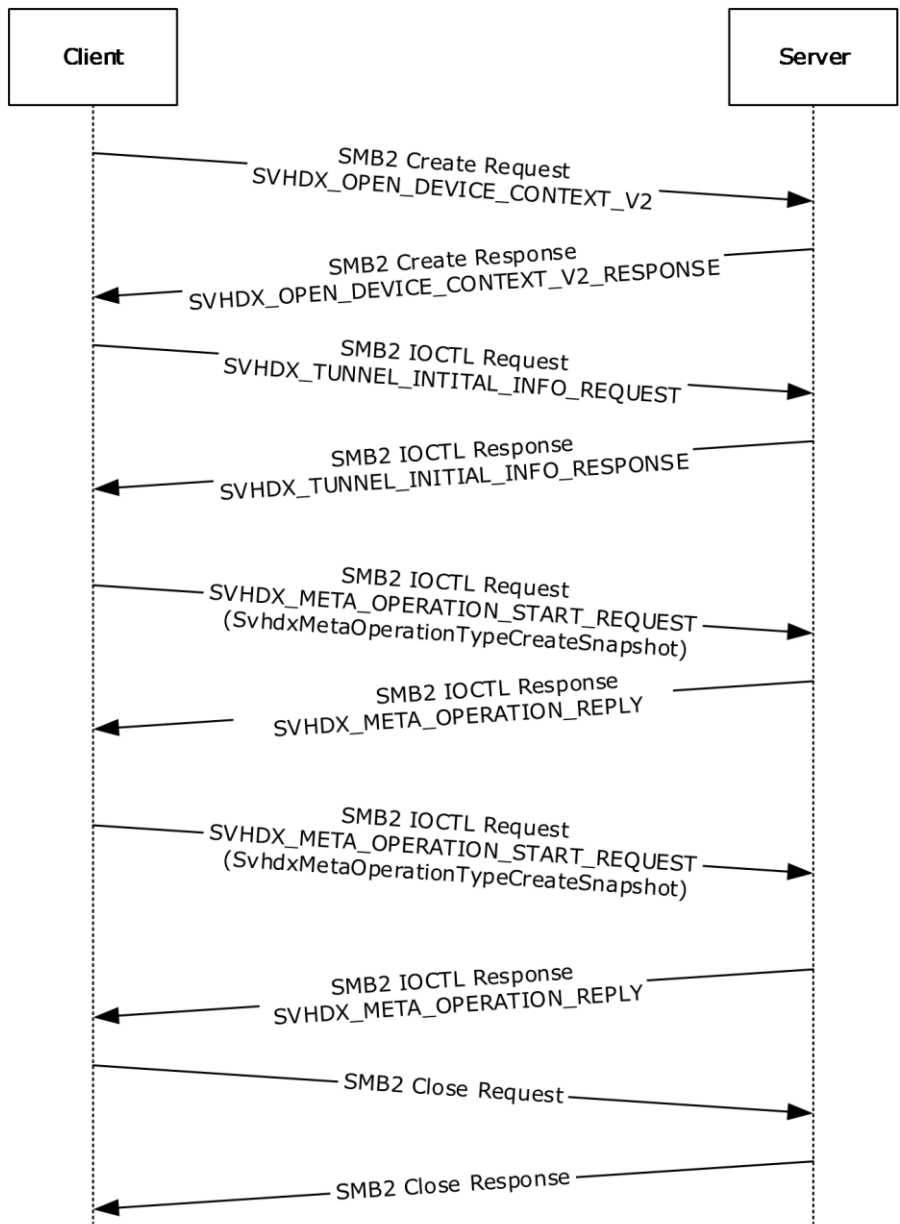 Client
Server
SMB2 Create Request
SVHDX_OPEN_DEVICE_CONTEXT_V2
SMB2 Create Response
SVHDX_OPEN_DEVICE_CONTEXT_V2_RESPONSE
SMB2 IOCTL Request
SVHDX_TUNNEL_INTITAL_INFO_REQUEST
SMB2 IOCTL Response
SVHDX_TUNNEL_INITIAL_INFO_RESPONSE
SMB2 IOCTL Request
SVHDX_META_OPERATION_START_REQUEST
(SvhdxMetaOperationTypeCreateSnapshot)
SMB2 IOCTL Response
SVHDX_META_OPERATION_REPLY
SMB2 IOCTL Request
SVHDX_META_OPERATION_START_REQUEST
(SvhdxMetaOperationTypeCreateSnapshot)
SMB2 IOCTL Response
SVHDX_META_OPERATION_REPLY
SMB2 Close Request
SMB2 Close Response